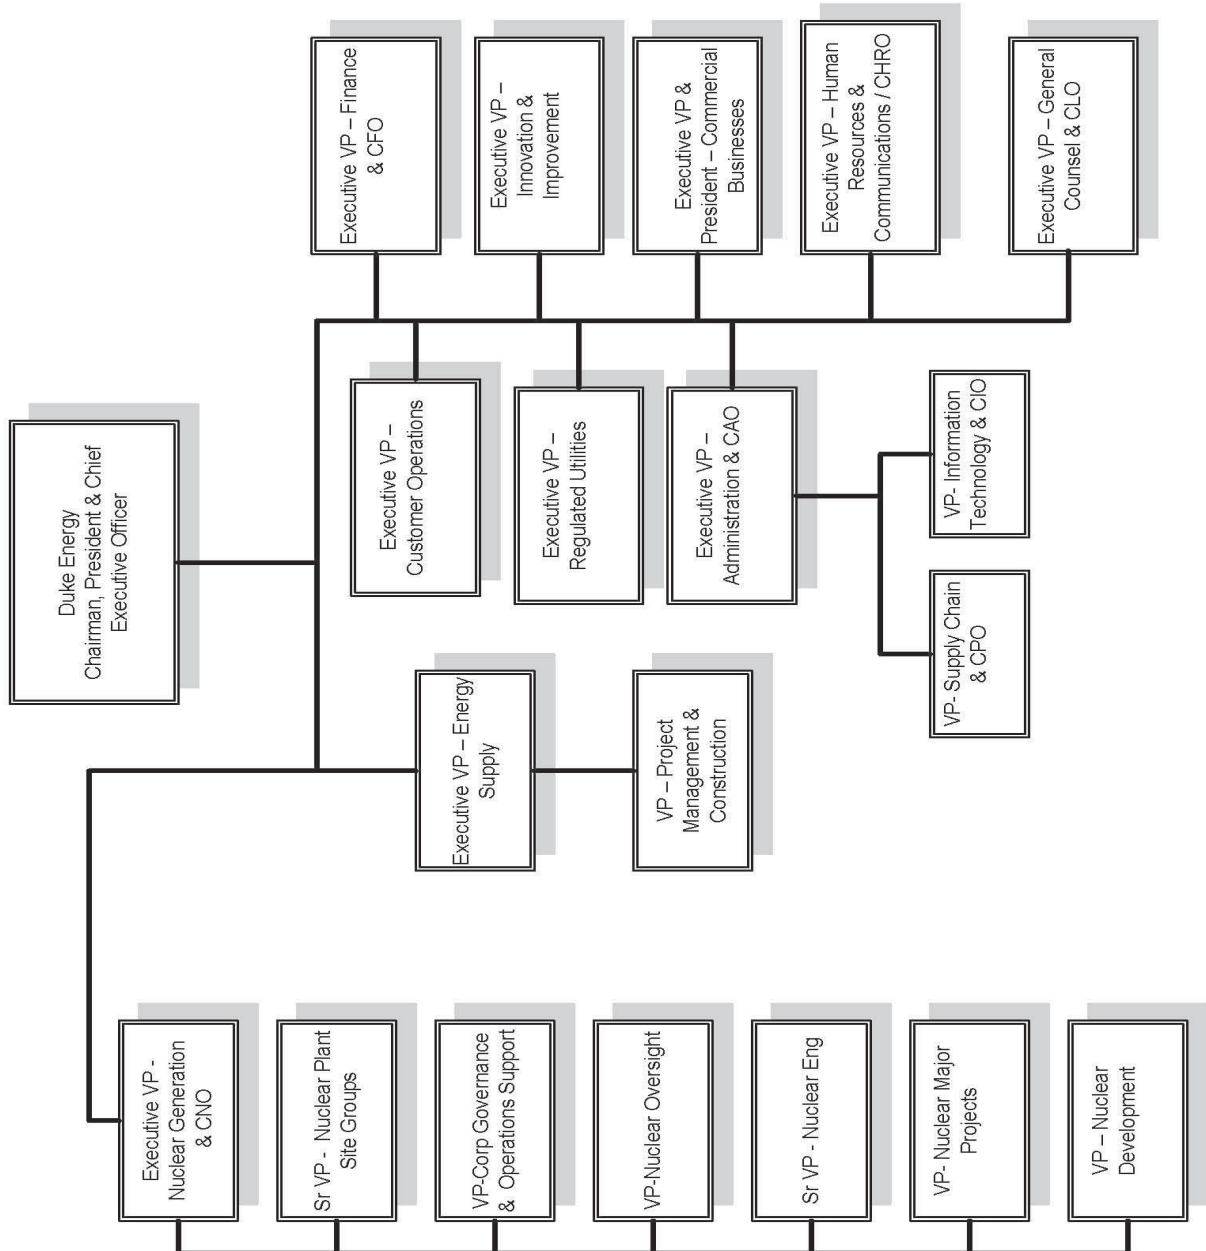 Duke Energy
Chairman, President & Chief
Executive Officer
Executive VP -
Nuclear Generation
& CNO
Sr VP -  Nuclear Plant
Site Groups
VP-Corp Governance
&  Operations Support
VP-Nuclear Oversight
Sr VP - Nuclear Eng
VP- Nuclear Major
Projects
VP – Nuclear
Development
Executive VP – Energy
Supply
VP – Project
Management &
Construction
Executive VP –
Customer Operations
Executive VP –
Regulated Utilities
Executive VP –
Administration & CAO
VP- Supply Chain
& CPO
VP- Information
Technology & CIO
Executive VP – Finance
& CFO
Executive VP –
Innovation &
Improvement
Executive VP &
President – Commercial
Businesses
Executive VP – Human
Resources &
Communications / CHRO
Executive VP – General
Counsel & CLO